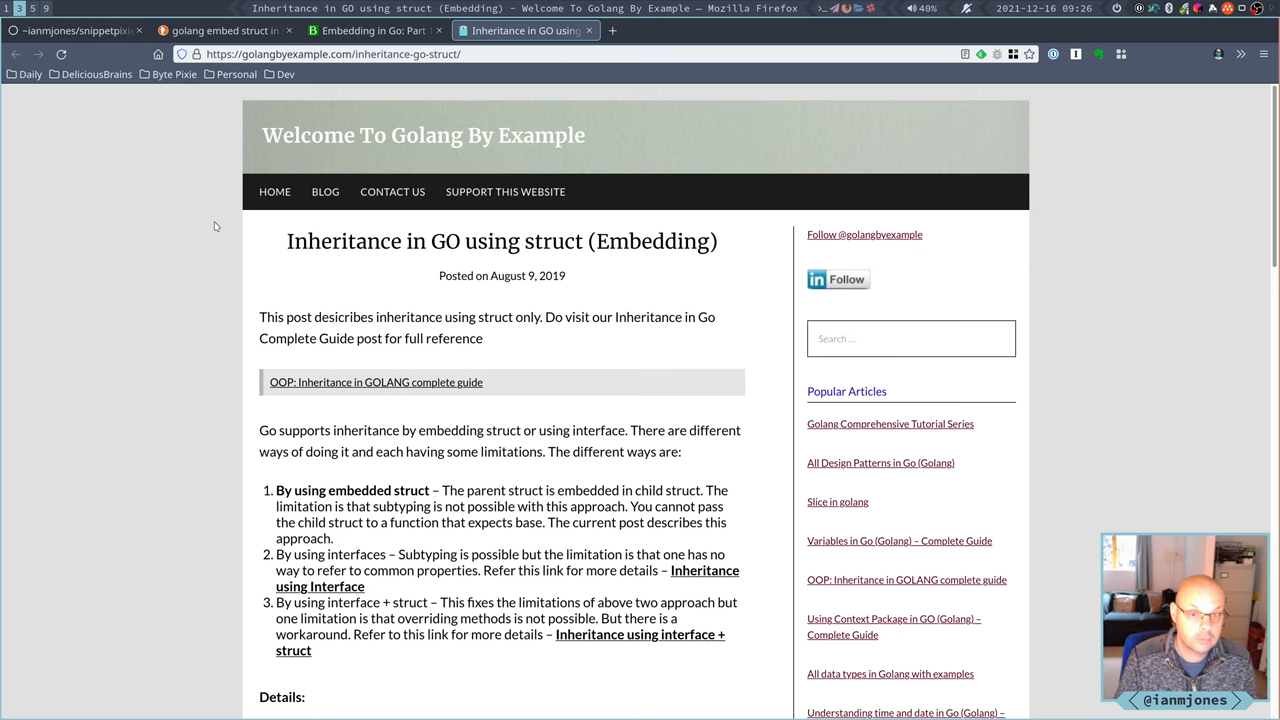 1 3 5 9
Inheritance in GO using struct (Embedding) - Welcome To Golang By Example — Mozilla Firefox
40%
2021-12-16 09:26
~ianmjones/snippetpixie
golang embed struct in
Embedding in Go: Part 1
Inheritance in GO using
https://golangbyexample.com/inheritance-go-struct/
Daily
DeliciousBrains
Byte Pixie
Personal
Dev
Welcome To Golang By Example
HOME
BLOG
CONTACT US
SUPPORT THIS WEBSITE
Inheritance in GO using struct (Embedding)
Posted on August 9, 2019
This post desicribes inheritance using struct only. Do visit our Inheritance in Go
Complete Guide post for full reference
OOP: Inheritance in GOLANG complete guide
Go supports inheritance by embedding struct or using interface. There are different
ways of doing it and each having some limitations. The different ways are:
1. By using embedded struct – The parent struct is embedded in child struct. The
limitation is that subtyping is not possible with this approach. You cannot pass
the child struct to a function that expects base. The current post describes this
approach.
2. By using interfaces – Subtyping is possible but the limitation is that one has no
way to refer to common properties. Refer this link for more details – Inheritance
using Interface
3. By using interface + struct – This fixes the limitations of above two approach but
one limitation is that overriding methods is not possible. But there is a
workaround. Refer to this link for more details – Inheritance using interface +
struct
Details:
Follow @golangbyexample
in Follow
Search …
Popular Articles
Golang Comprehensive Tutorial Series
All Design Patterns in Go (Golang)
Slice in golang
Variables in Go (Golang) – Complete Guide
OOP: Inheritance in GOLANG complete guide
Using Context Package in GO (Golang) –
Complete Guide
All data types in Golang with examples
Understanding time and date in Go (Golang) –
@ianmjones